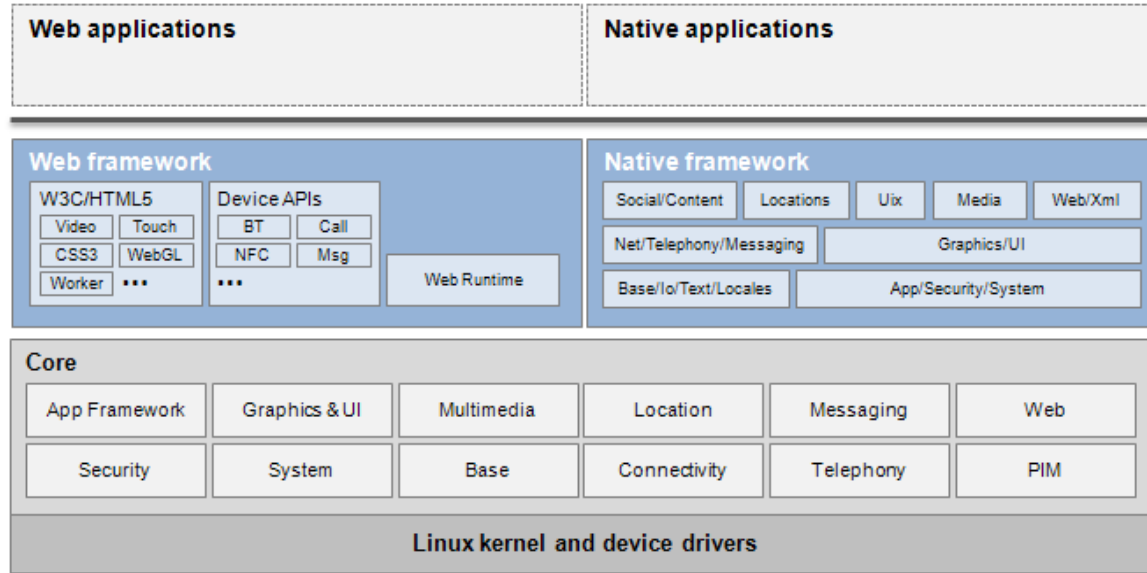 Web applications
Native applications
Web framework
W3C/HTML5
Video
Touch
CSS3
WebGL
Worker
...
Device APIs
BT
Call
NFC
Msg
...
Web Runtime
Native framework
Social/Content
Locations
Uix
Media
Web/Xml
Net/Telephony/Messaging
Graphics/UI
Base/Io/Text/Locales
App/Security/System
Core
App Framework
Graphics & UI
Multimedia
Location
Messaging
Web
Security
System
Base
Connectivity
Telephony
PIM
Linux kernel and device drivers